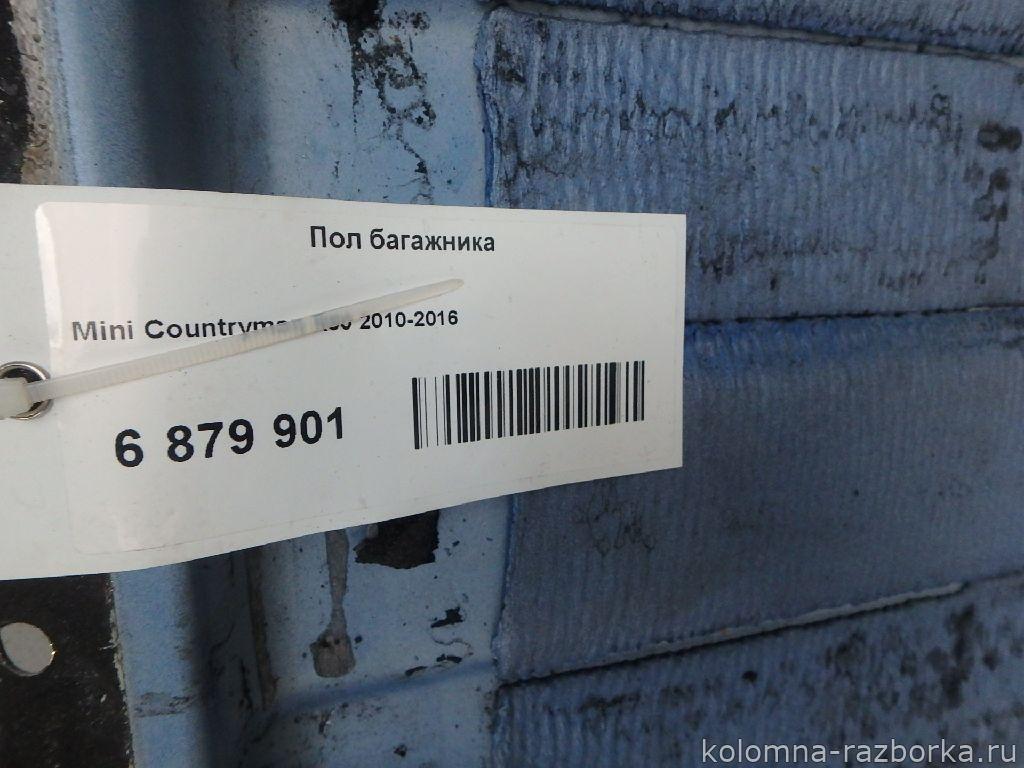 Пол багажника
Mini Countryman 2010-2016
6 879 901
kolomna-razborka.ru